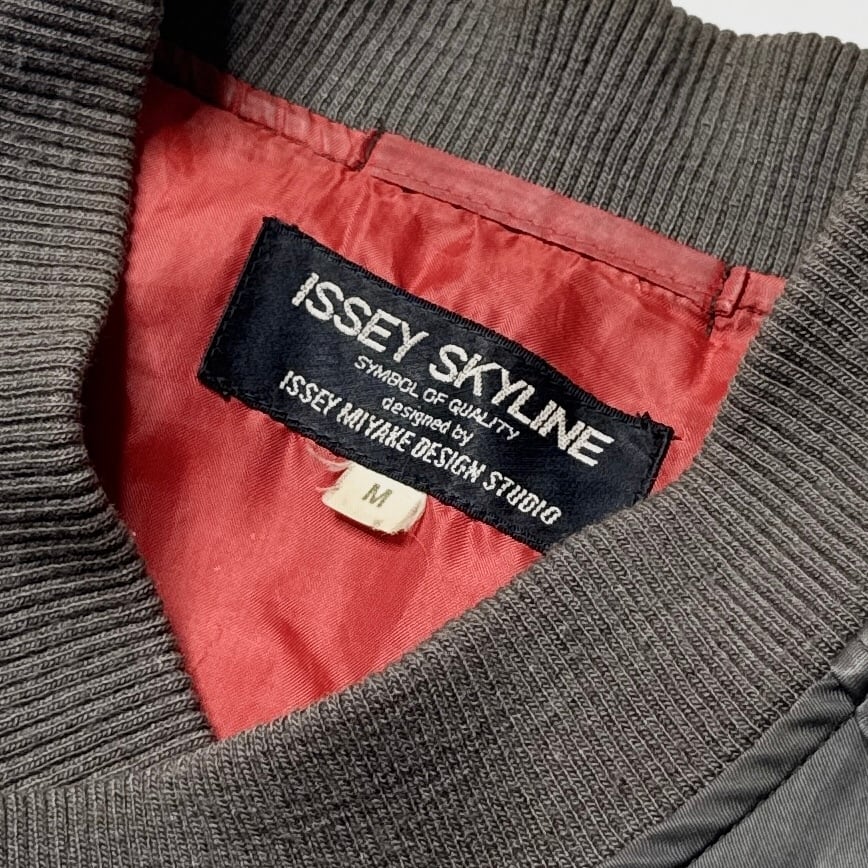 ISSEY SKYLINE
SYMBOL OF QUALITY
designed by
ISSEY MIYAKE DESIGN STUDIO
M